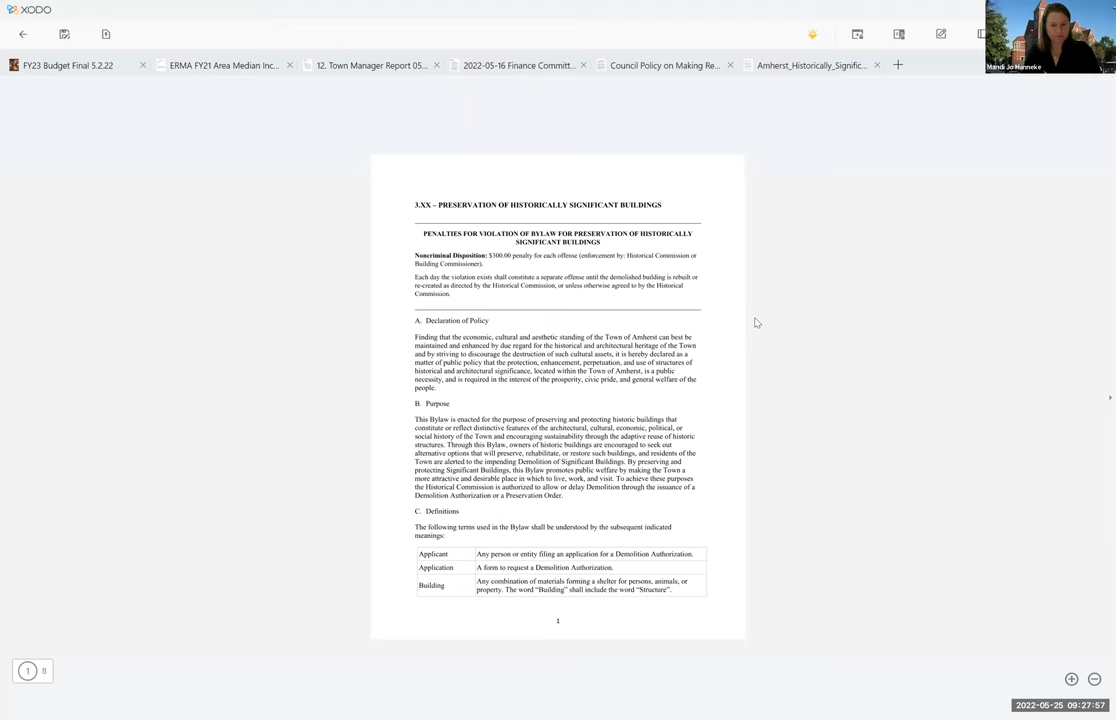 XODO
FY23 Budget Final 5.2.22
ERMA FY21 Area Median Inc...
12. Town Manager Report 05...
2022-05-16 Finance Committ...
Council Policy on Making Re...
Amherst_Historically_Signific...
Mandi Jo Hanneke
3.XX – PRESERVATION OF HISTORICALLY SIGNIFICANT BUILDINGS
PENALTIES FOR VIOLATION OF BYLAW FOR PRESERVATION OF HISTORICALLY
SIGNIFICANT BUILDINGS
Noncriminal Disposition: $300.00 penalty for each offense (enforcement by: Historical Commission or
Building Commissioner).
Each day the violation exists shall constitute a separate offense until the demolished building is rebuilt or
re-created as directed by the Historical Commission, or unless otherwise agreed to by the Historical
Commission.
A. Declaration of Policy
Finding that the economic, cultural and aesthetic standing of the Town of Amherst can best be
maintained and enhanced by due regard for the historical and architectural heritage of the Town
and by striving to discourage the destruction of such cultural assets, it is hereby declared as a
matter of public policy that the protection, enhancement, perpetuation, and use of structures of
historical and architectural significance, located within the Town of Amherst, is a public
necessity, and is required in the interest of the prosperity, civic pride, and general welfare of the
people.
B. Purpose
This Bylaw is enacted for the purpose of preserving and protecting historic buildings that
constitute or reflect distinctive features of the architectural, cultural, economic, political, or
social history of the Town and encouraging sustainability through the adaptive reuse of historic
structures. Through this Bylaw, owners of historic buildings are encouraged to seek out
alternative options that will preserve, rehabilitate, or restore such buildings, and residents of the
Town are alerted to the impending Demolition of Significant Buildings. By preserving and
protecting Significant Buildings, this Bylaw promotes public welfare by making the Town a
more attractive and desirable place in which to live, work, and visit. To achieve these purposes
the Historical Commission is authorized to allow or delay Demolition through the issuance of a
Demolition Authorization or a Preservation Order.
C. Definitions
The following terms used in the Bylaw shall be understood by the subsequent indicated
meanings:
Applicant Any person or entity filing an application for a Demolition Authorization.
Application A form to request a Demolition Authorization.
Building Any combination of materials forming a shelter for persons, animals, or
property. The word “Building” shall include the word “Structure”.
1
1 8
2022-05-25 09:27:57